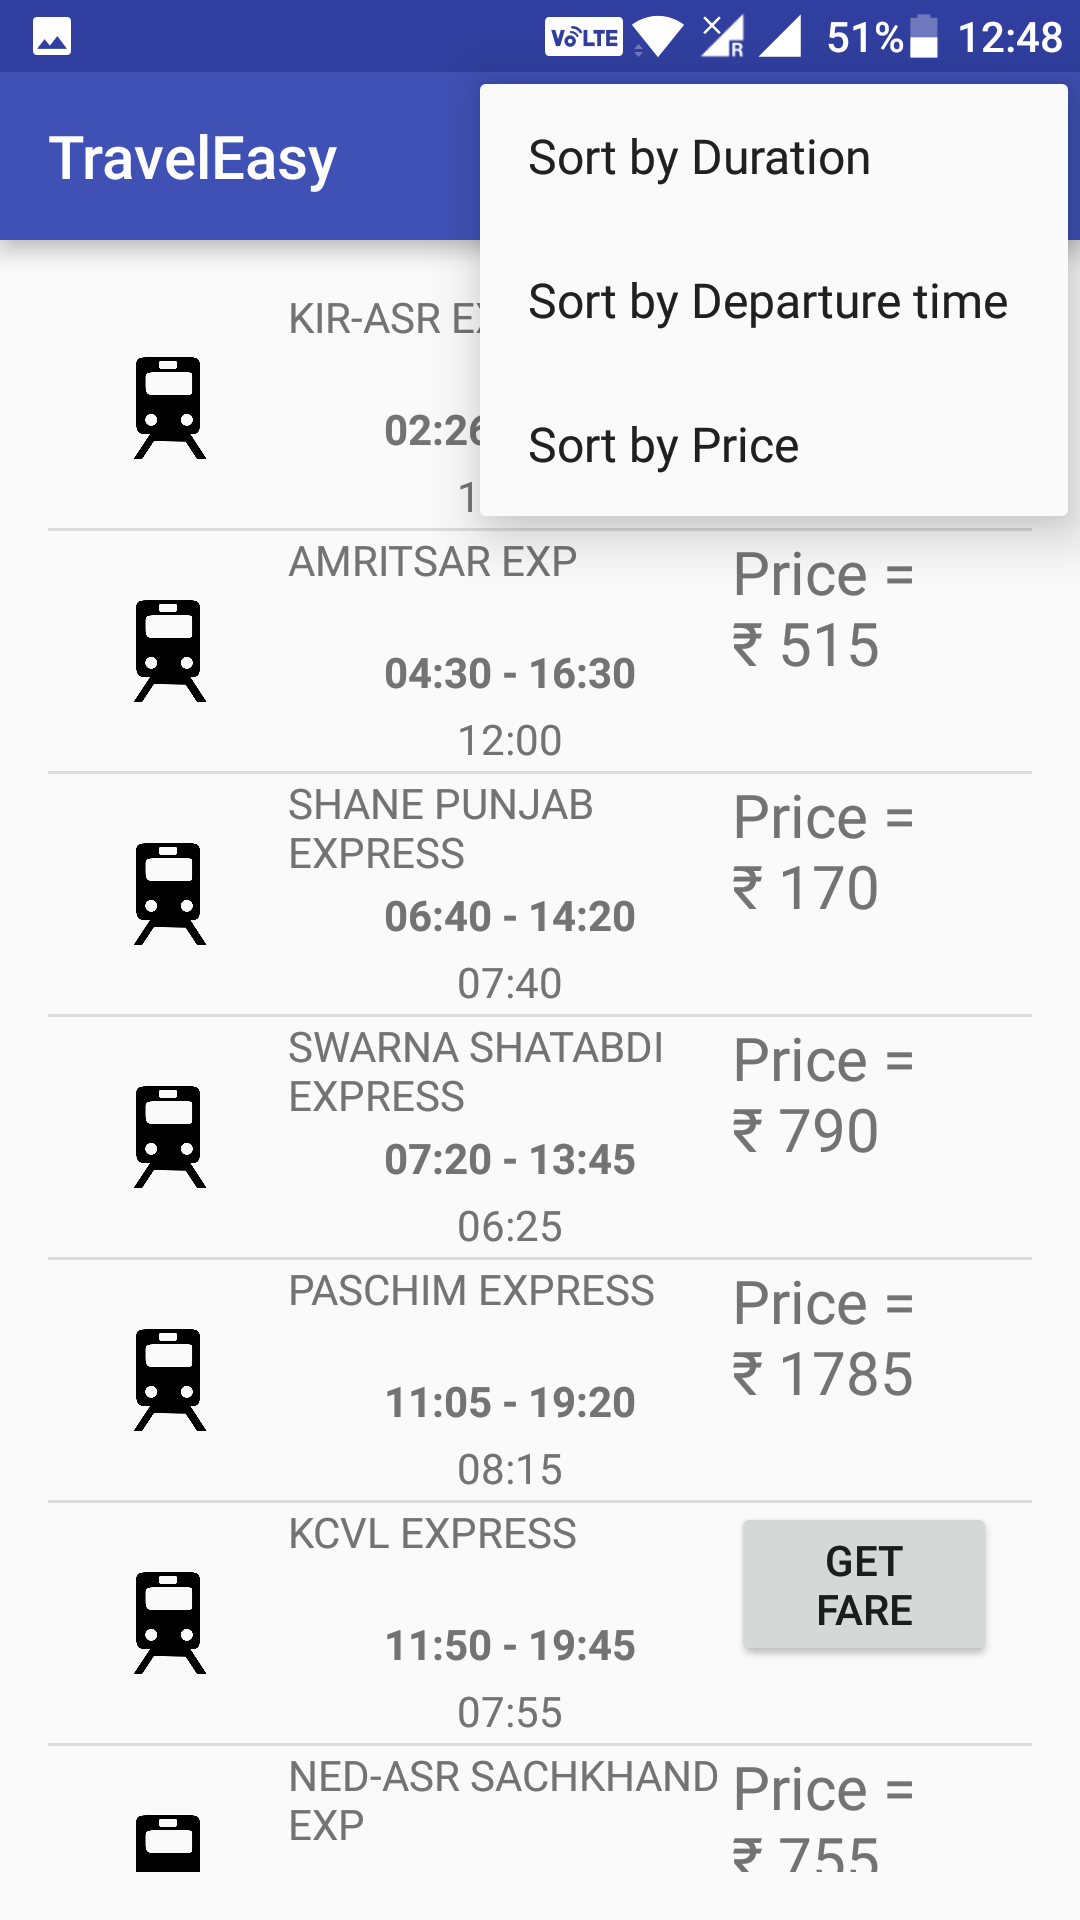 VoLTE R 51% 12:48
TravelEasy
Sort by Duration
Sort by Departure time
Sort by Price
KIR-ASR
02:26
1
AMRITSAR EXP
Price =
₹ 515
04:30 - 16:30
12:00
SHANE PUNJAB
EXPRESS
Price =
₹ 170
06:40 - 14:20
07:40
SWARNA SHATABDI
EXPRESS
Price =
₹ 790
07:20 - 13:45
06:25
PASCHIM EXPRESS
Price =
₹ 1785
11:05 - 19:20
08:15
KCVL EXPRESS
GET
FARE
11:50 - 19:45
07:55
NED-ASR SACHKHAND
EXP
Price =
₹ 755